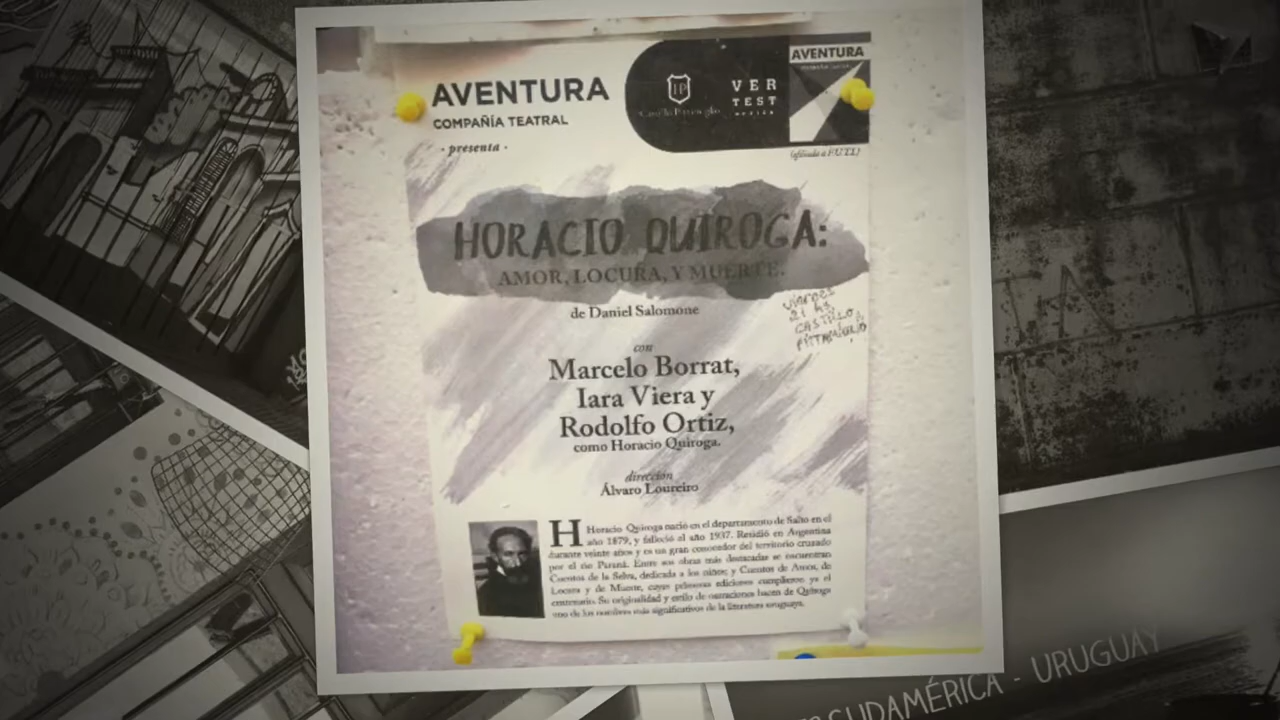 AVENTURA
COMPAÑÍA TEATRAL
- presenta -
VER
TEST
AVENTURA
HORACIO QUIROGA:
AMOR, LOCURA, Y MUERTE.
de Daniel Salomone
viernes
21 hs
CASTILLO
PITTAMIGLIO
con
Marcelo Borrat,
Iara Viera y
Rodolfo Ortiz,
como Horacio Quiroga.
dirección
Álvaro Loureiro
H Horacio Quiroga nació en el departamento de Salto en el
año 1879, y falleció el año 1937. Residió en Argentina
durante veinte años y es un gran conocedor del territorio cruzado
por el río Paraná. Entre sus obras más destacadas se encuentran
Cuentos de la Selva, dedicada a los niños; y Cuentos de Amor, de
Locura y de Muerte, cuyas primeras ediciones cumplieron ya el
centenario. Su originalidad y estilo de narraciones hacen de Quiroga
uno de los nombres más significativos de la literatura uruguaya.
SUDAMÉRICA - URUGUAY